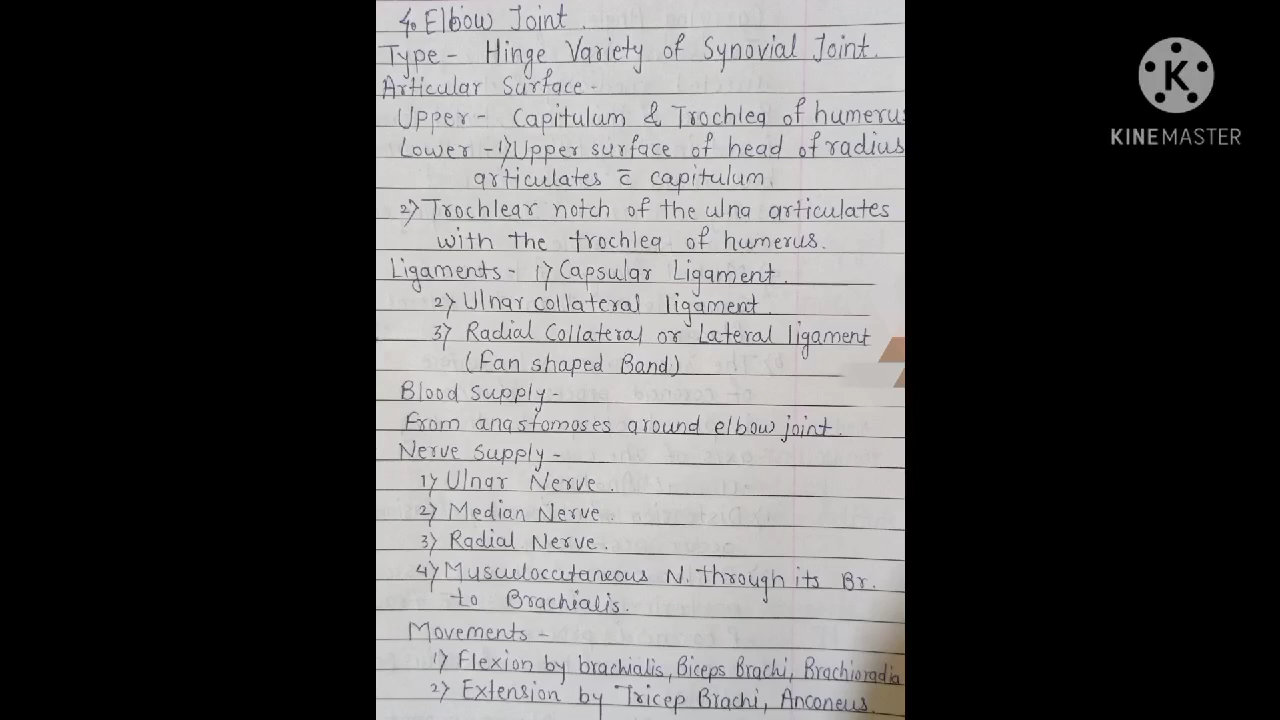 4. Elbow Joint.
Type - Hinge Variety of Synovial Joint.
Articular Surface -
Upper - Capitulum & Trochlea of humerus
Lower - 1) Upper surface of head of radius
articulates c̄ capitulum.
2) Trochlear notch of the ulna articulates
with the trochlea of humerus.
Ligaments - 1) Capsular Ligament.
2) Ulnar collateral ligament
3) Radial Collateral or Lateral ligament
(Fan shaped Band)
Blood Supply -
From anastomoses around elbow joint.
Nerve Supply -
1) Ulnar Nerve.
2) Median Nerve.
3) Radial Nerve.
4) Musculocutaneous N. through its Br.
to Brachialis.
Movements -
1) Flexion by brachialis, Biceps Brachi, Brachioradia
2) Extension by Tricep Brachi, Anconeus.
KINEMASTER